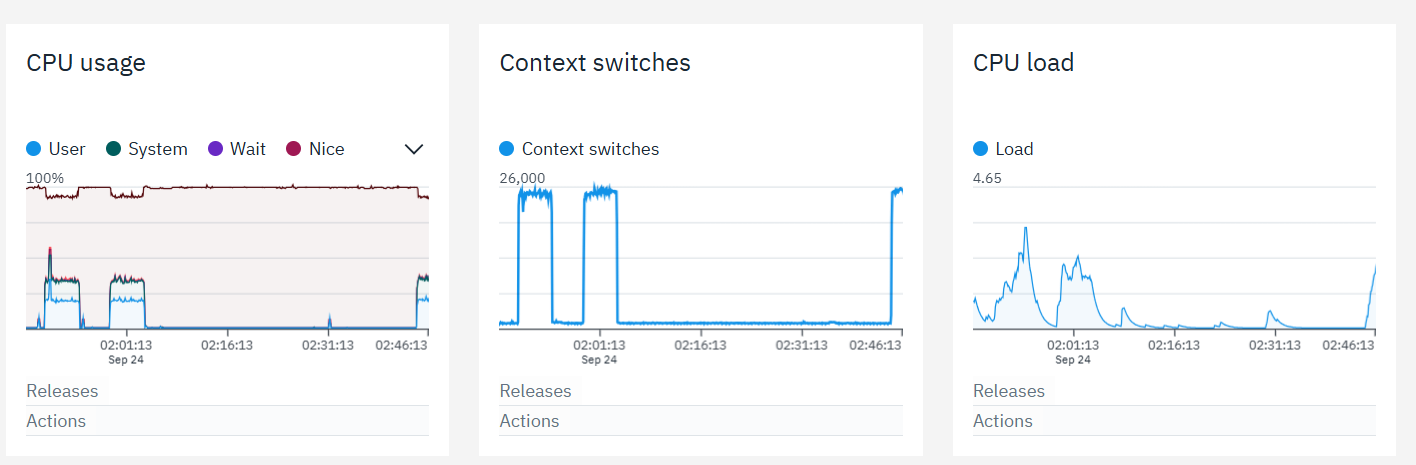 CPU usage
User System Wait Nice
100%
02:01:13 02:16:13 02:31:13 02:46:13
Sep 24
Releases
Actions
Context switches
Context switches
26,000
02:01:13 02:16:13 02:31:13 02:46:13
Sep 24
Releases
Actions
CPU load
Load
4.65
02:01:13 02:16:13 02:31:13 02:46:13
Sep 24
Releases
Actions